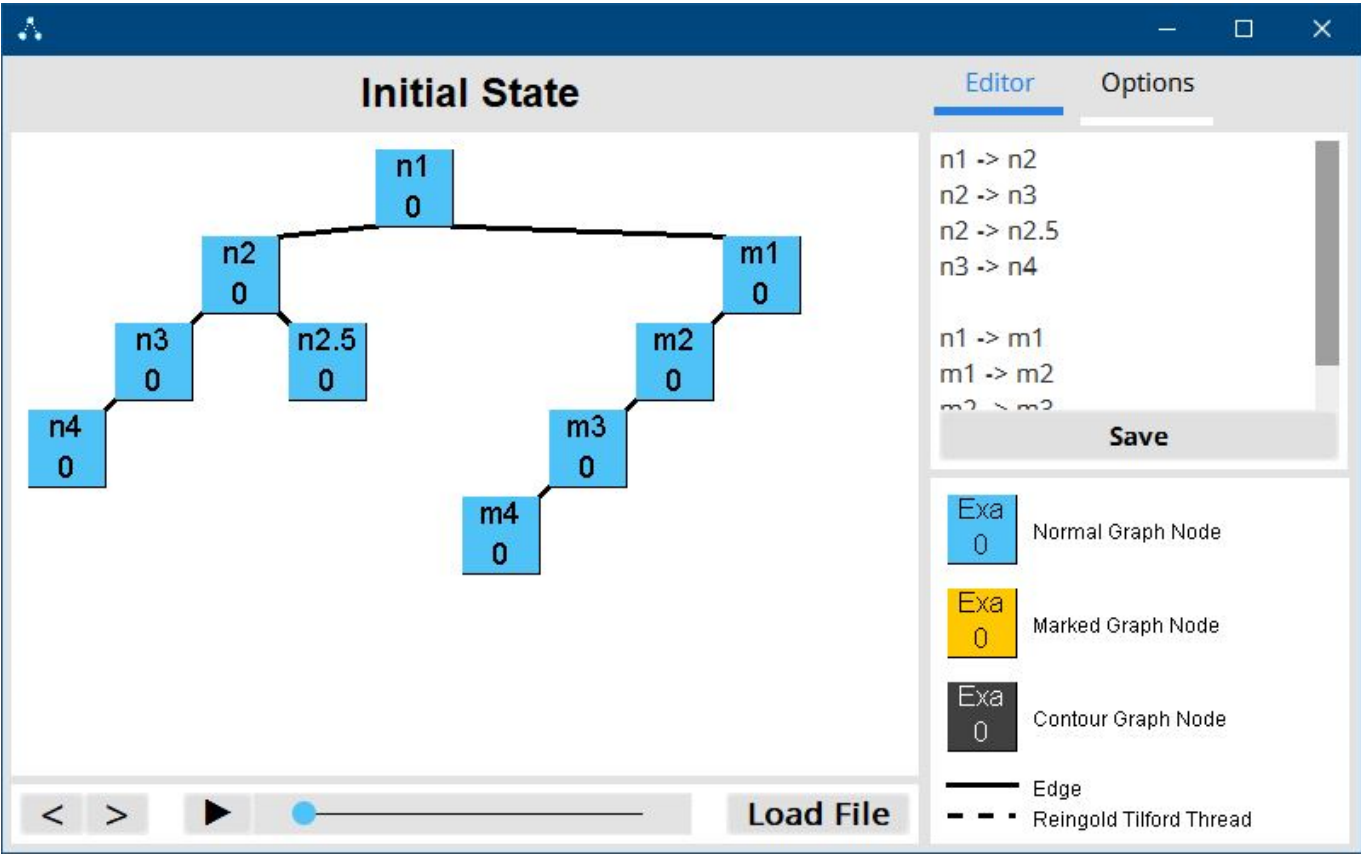 Initial State
Editor
Options
n1
0
n2
0
m1
0
n3
0
n2.5
0
m2
0
n4
0
m3
0
m4
0
n1 -> n2
n2 -> n3
n2 -> n2.5
n3 -> n4
n1 -> m1
m1 -> m2
m2 -> m3
Save
Exa
0
Normal Graph Node
Exa
0
Marked Graph Node
Exa
0
Contour Graph Node
Edge
Reingold Tilford Thread
<
>
Load File